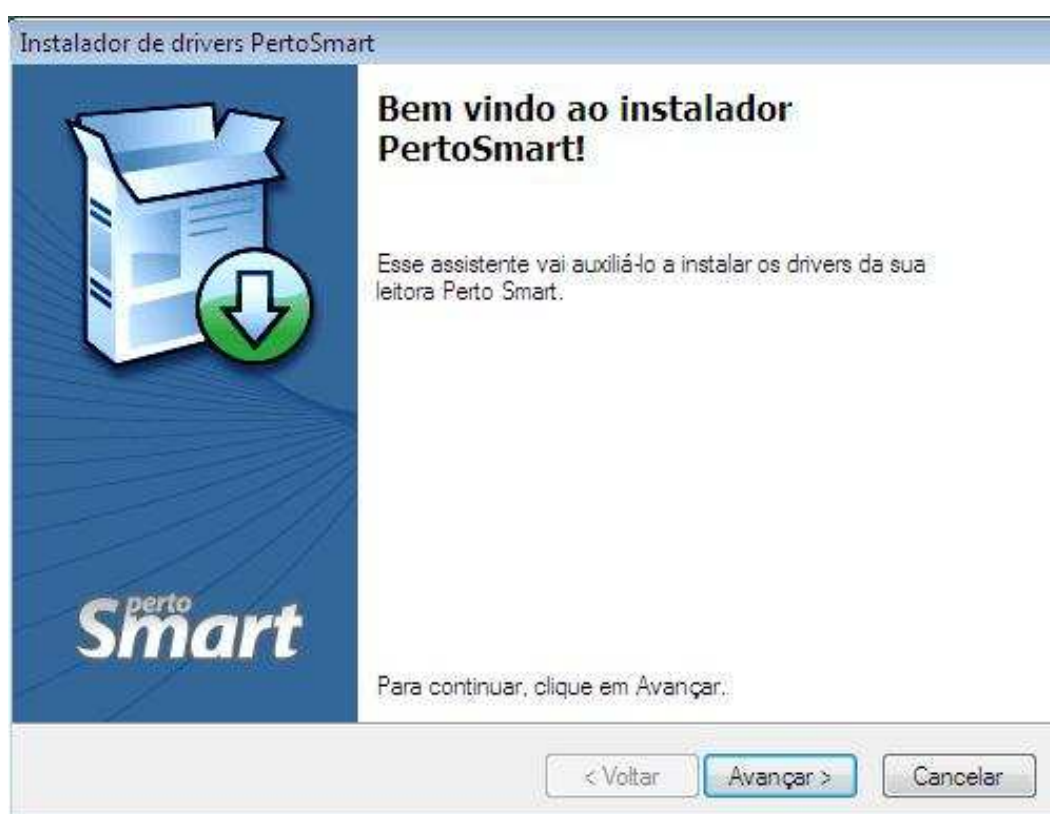 Instalador de drivers PertoSmart
Bem vindo ao instalador
PertoSmart!
Esse assistente vai auxiliá-lo a instalar os drivers da sua
leitora Perto Smart.
perto
Smart
Para continuar, clique em Avançar.
< Voltar
Avançar >
Cancelar